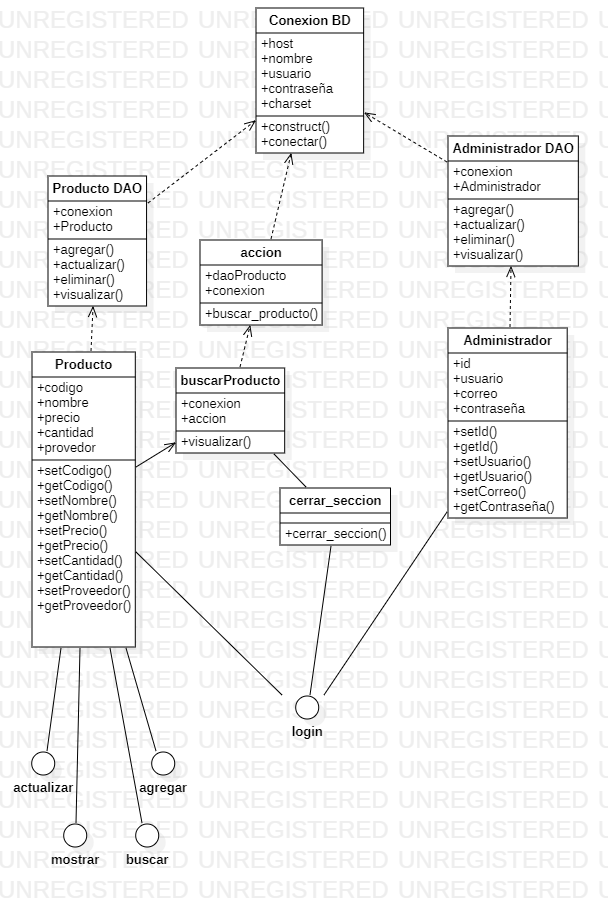 Conexion BD
+host
+nombre
+usuario
+contraseña
+charset
+construct()
+conectar()
Administrador DAO
+conexion
+Administrador
+agregar()
+actualizar()
+eliminar()
+visualizar()
Producto DAO
+conexion
+Producto
+agregar()
+actualizar()
+eliminar()
+visualizar()
accion
+daoProducto
+conexion
+buscar_producto()
Administrador
+id
+usuario
+correo
+contraseña
+setId()
+getId()
+setUsuario()
+getUsuario()
+setCorreo()
+getContraseña()
Producto
+codigo
+nombre
+precio
+cantidad
+provedor
+setCodigo()
+getCodigo()
+setNombre()
+getNombre()
+setPrecio()
+getPrecio()
+setCantidad()
+getCantidad()
+setProveedor()
+getProveedor()
buscarProducto
+conexion
+accion
+visualizar()
cerrar_seccion
+cerrar_seccion()
login
actualizar
agregar
mostrar
buscar
UNREGISTERED